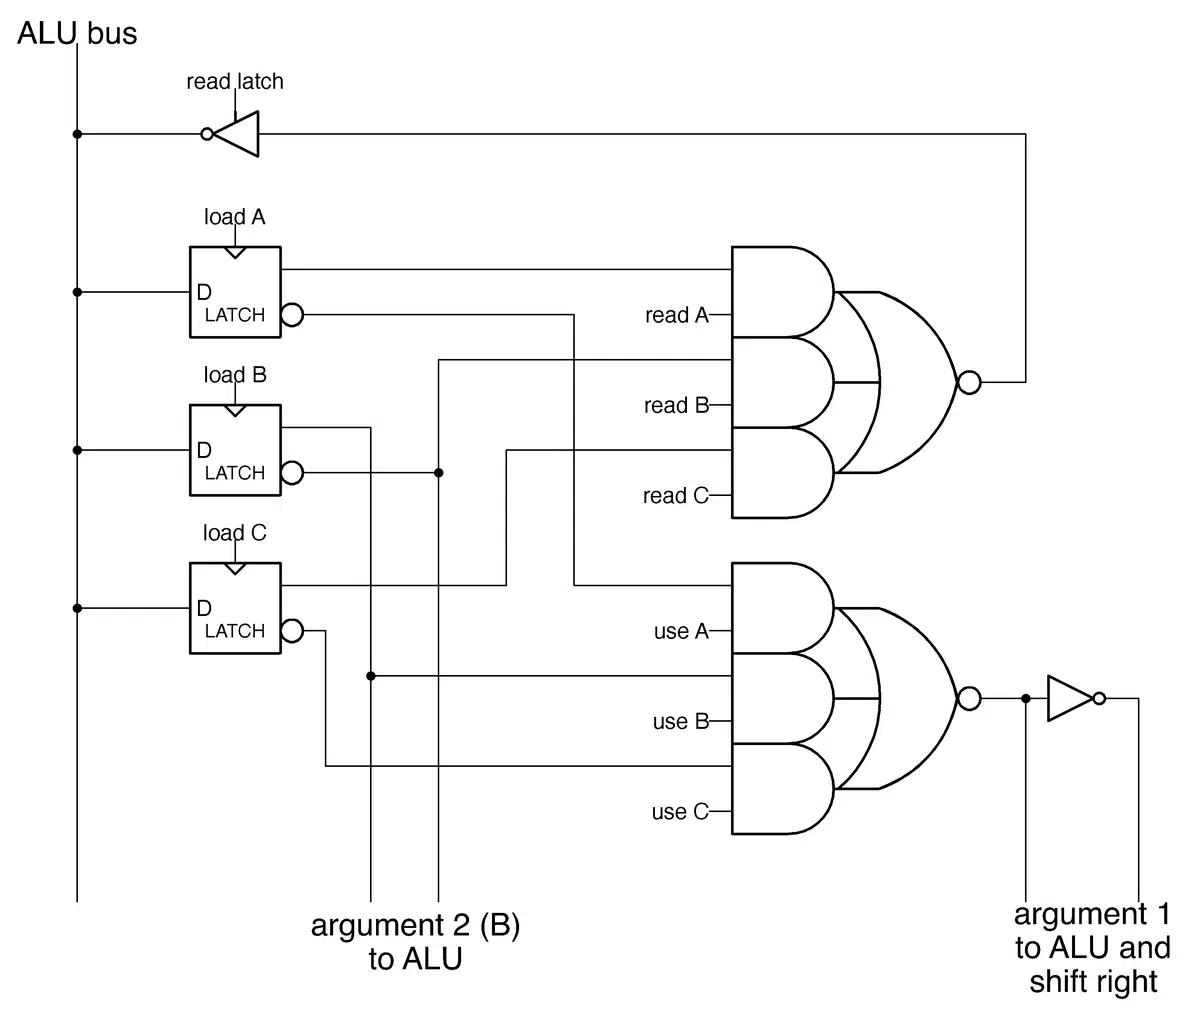 ALU bus
read latch
load A
D
LATCH
read A
load B
read B
D
LATCH
read C
load C
D
LATCH
use A
use B
use C
argument 2 (B)
to ALU
argument 1
to ALU and
shift right